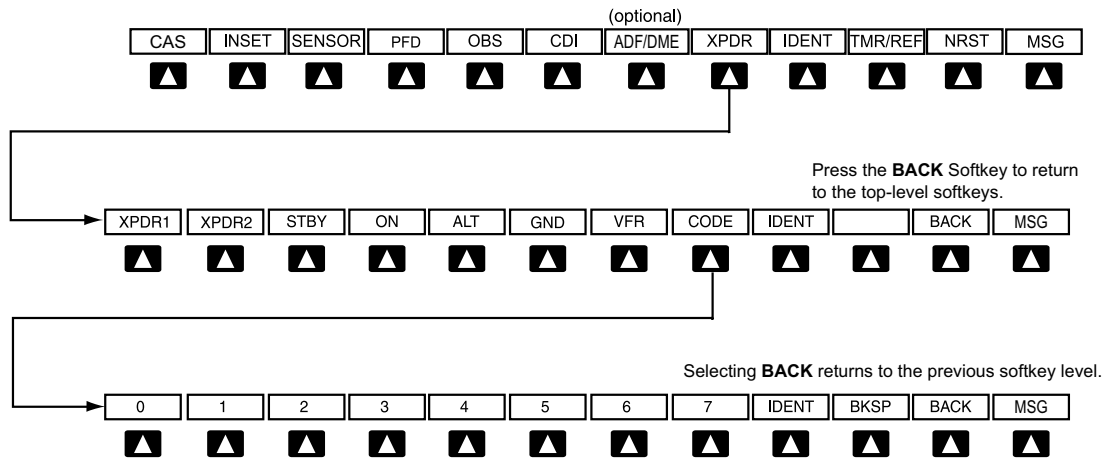 (optional)
CAS INSET SENSOR PFD OBS CDI ADF/DME XPDR IDENT TMR/REF NRST MSG
Press the BACK Softkey to return
to the top-level softkeys.
XPDR1 XPDR2 STBY ON ALT GND VFR CODE IDENT BACK MSG
Selecting BACK returns to the previous softkey level.
0 1 2 3 4 5 6 7 IDENT BKSP BACK MSG